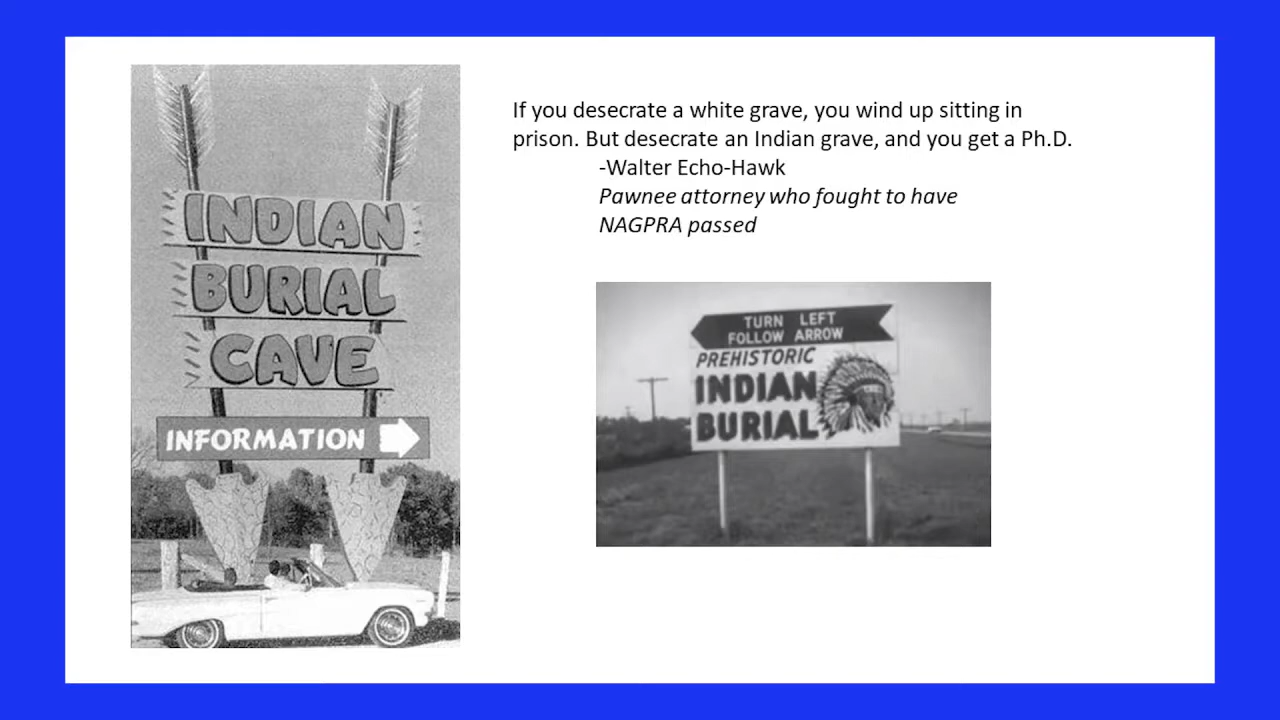 INDIAN
BURIAL
CAVE
INFORMATION
If you desecrate a white grave, you wind up sitting in
prison. But desecrate an Indian grave, and you get a Ph.D.
-Walter Echo-Hawk
Pawnee attorney who fought to have
NAGPRA passed
TURN LEFT
FOLLOW ARROW
PREHISTORIC
INDIAN
BURIAL